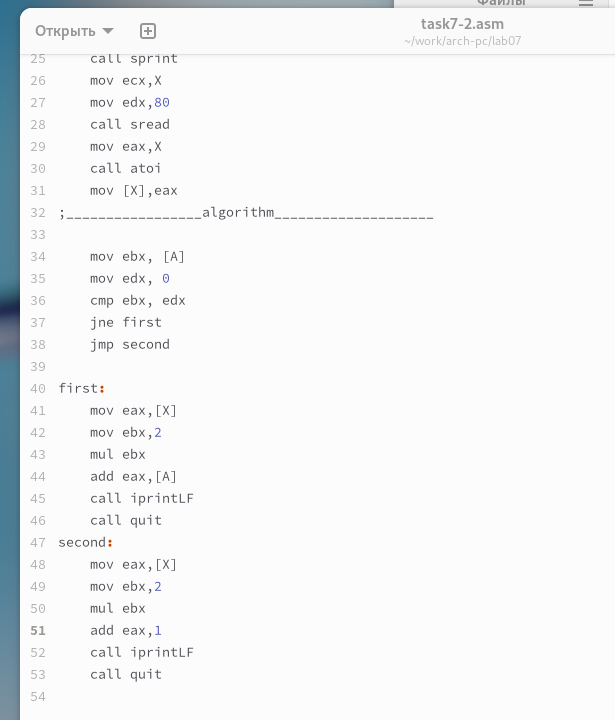 Файлы
Открыть
task7-2.asm
~/work/arch-pc/lab07
25 call sprint
26 mov ecx,X
27 mov edx,80
28 call sread
29 mov eax,X
30 call atoi
31 mov [X],eax
32 ;_________________algorithm____________________
33
34 mov ebx, [A]
35 mov edx, 0
36 cmp ebx, edx
37 jne first
38 jmp second
39
40 first:
41 mov eax,[X]
42 mov ebx,2
43 mul ebx
44 add eax,[A]
45 call iprintLF
46 call quit
47 second:
48 mov eax,[X]
49 mov ebx,2
50 mul ebx
51 add eax,1
52 call iprintLF
53 call quit
54